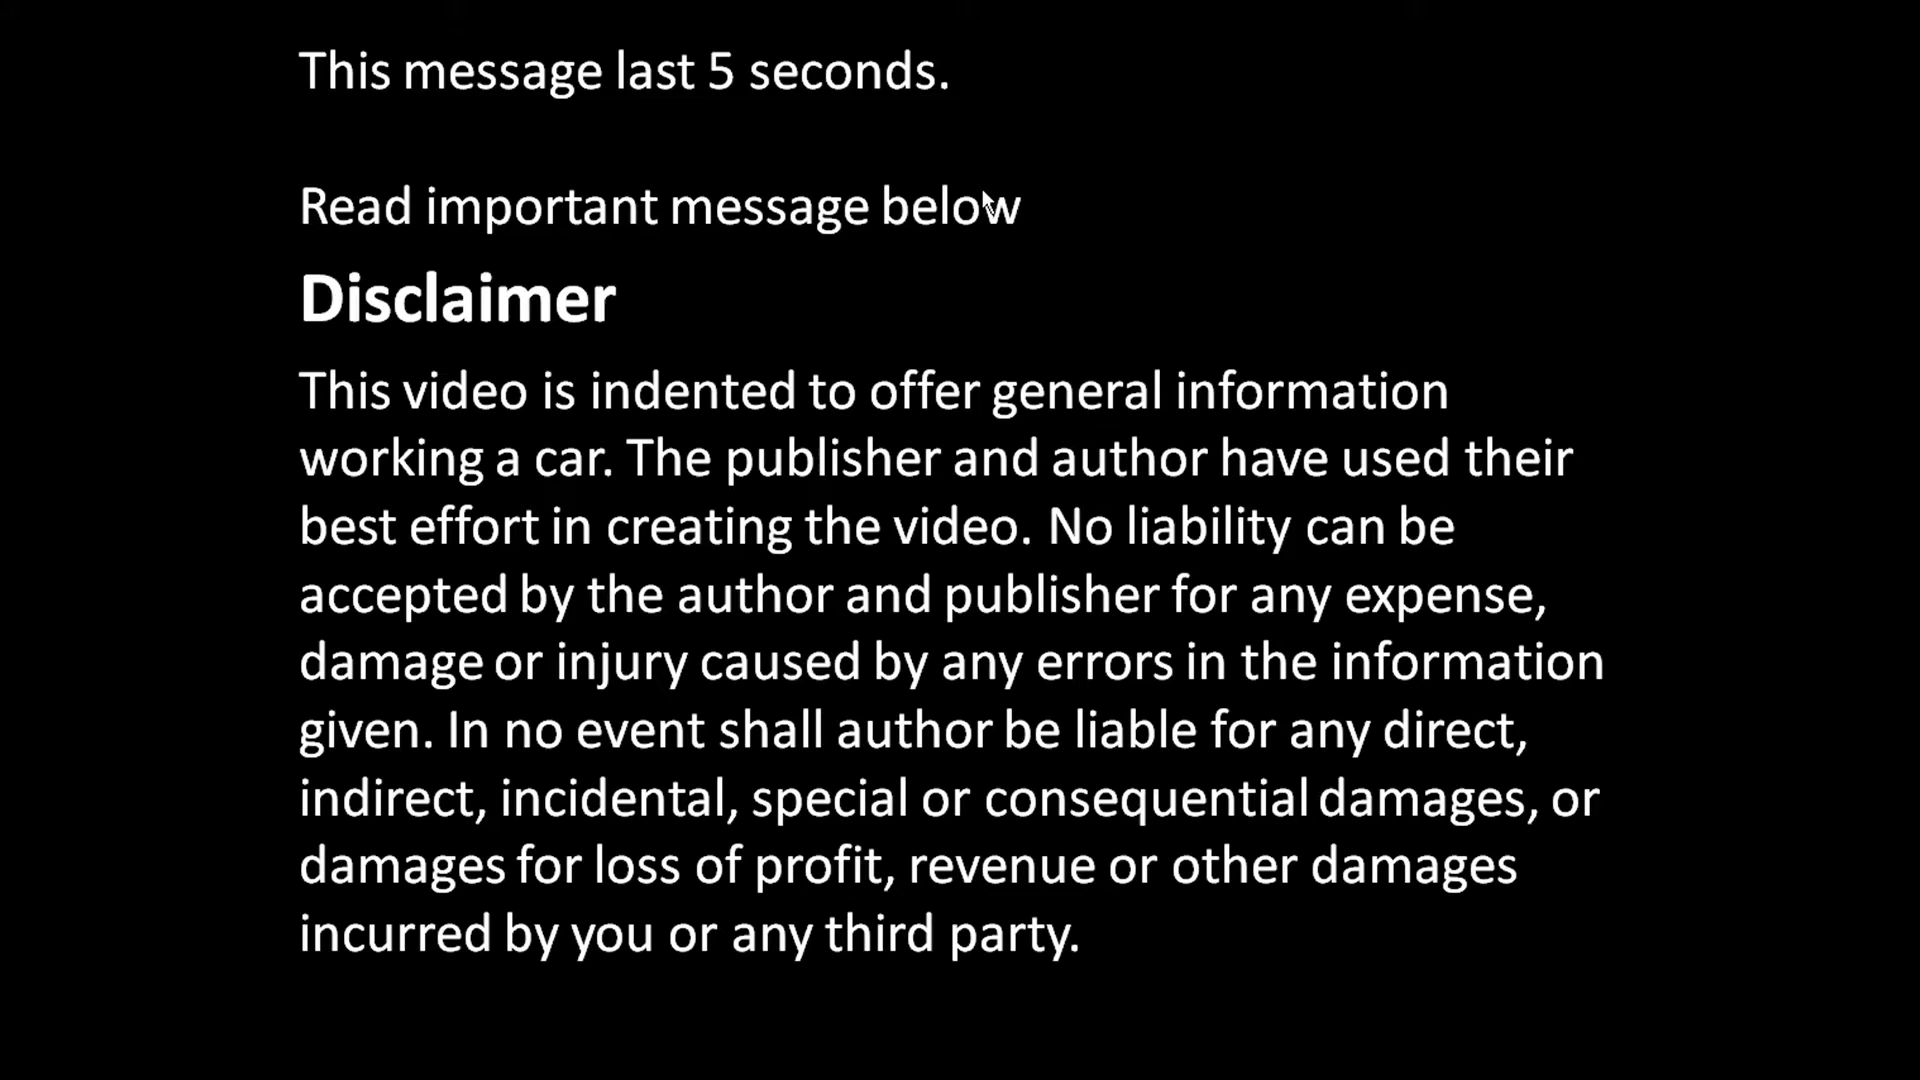 This message last 5 seconds.
Read important message below
Disclaimer
This video is indented to offer general information
working a car. The publisher and author have used their
best effort in creating the video. No liability can be
accepted by the author and publisher for any expense,
damage or injury caused by any errors in the information
given. In no event shall author be liable for any direct,
indirect, incidental, special or consequential damages, or
damages for loss of profit, revenue or other damages
incurred by you or any third party.